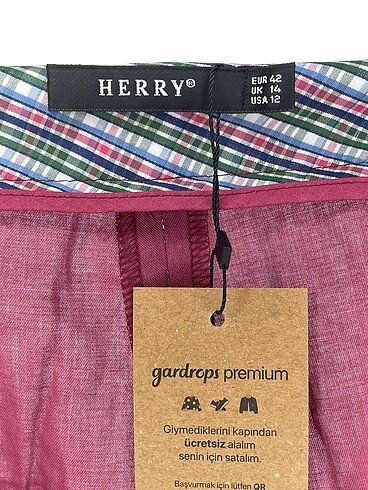 HERRY®
EUR 42
UK 14
USA 12
gardrops premium
Giymediklerini kapından
ücretsiz alalım
senin için satalım.
Başvurmak için lütfen QR